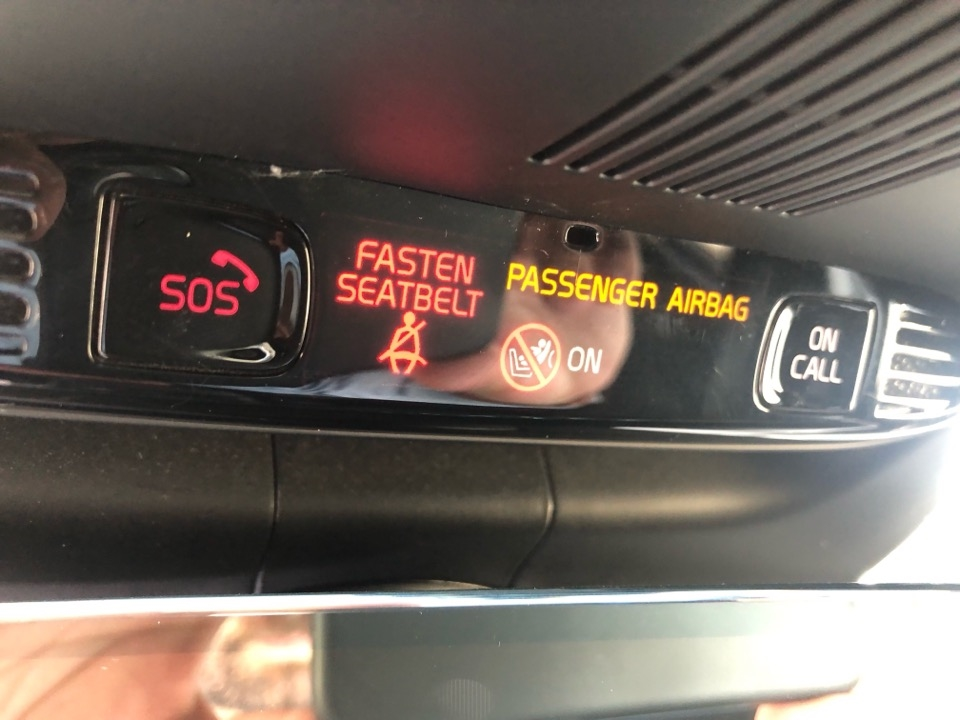 SOS
FASTEN
SEATBELT
PASSENGER AIRBAG
ON
ON
CALL